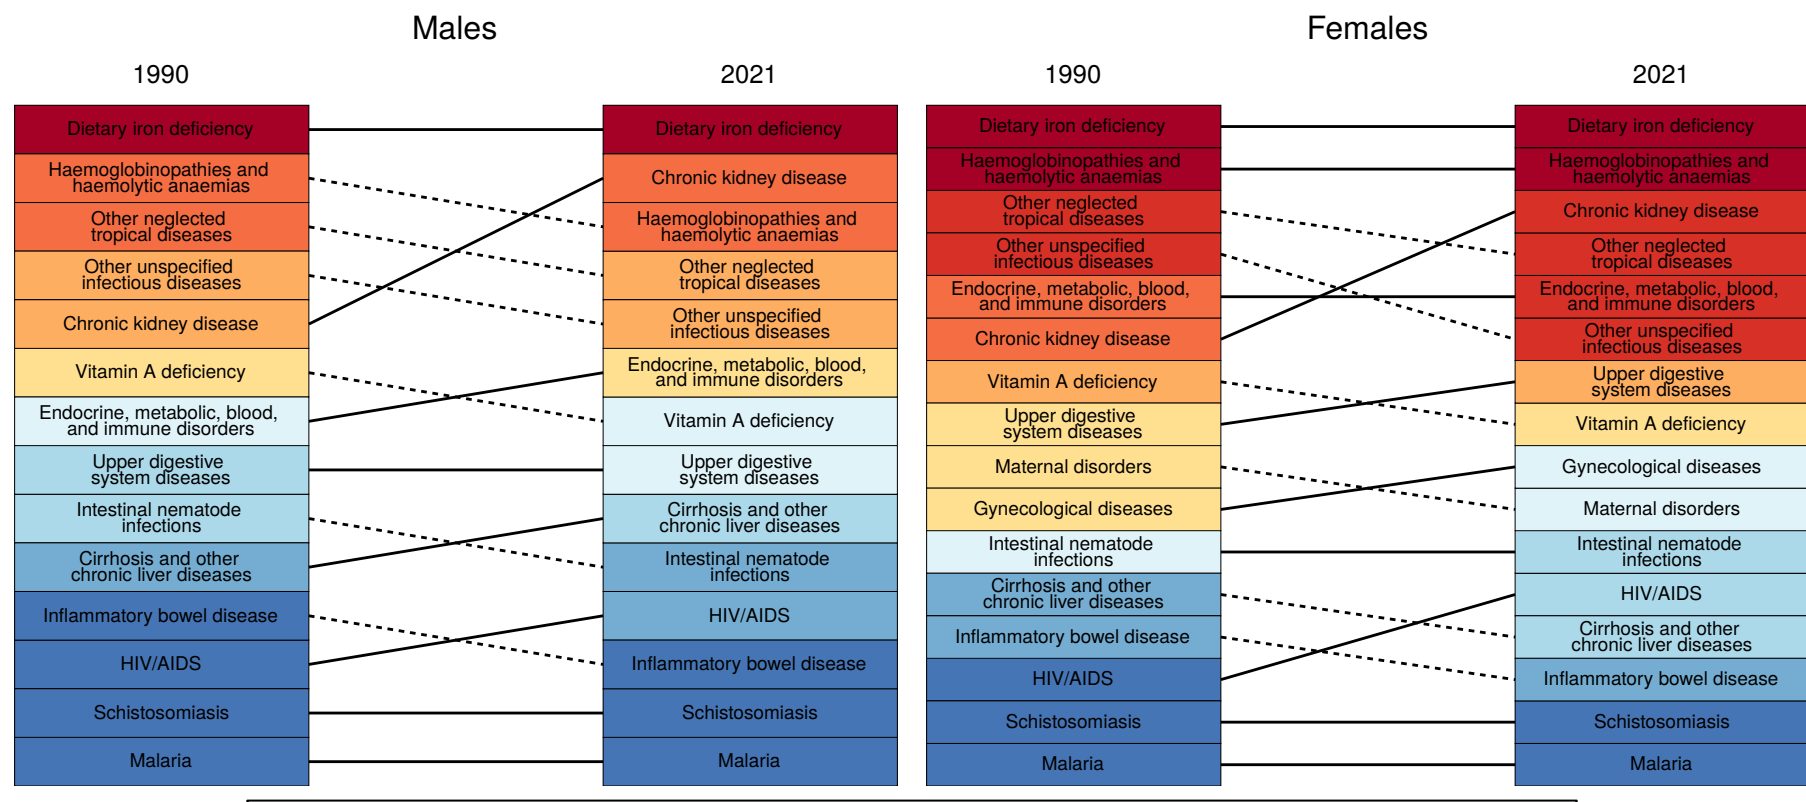 Males
Females
1990
2021
1990
2021
Dietary iron deficiency
Haemoglobinopathies and
haemolytic anaemias
Other neglected
tropical diseases
Other unspecified
infectious diseases
Chronic kidney disease
Vitamin A deficiency
Endocrine, metabolic, blood,
and immune disorders
Upper digestive
system diseases
Intestinal nematode
infections
Cirrhosis and other
chronic liver diseases
Inflammatory bowel disease
HIV/AIDS
Schistosomiasis
Malaria
Dietary iron deficiency
Chronic kidney disease
Haemoglobinopathies and
haemolytic anaemias
Other neglected
tropical diseases
Other unspecified
infectious diseases
Endocrine, metabolic, blood,
and immune disorders
Vitamin A deficiency
Upper digestive
system diseases
Cirrhosis and other
chronic liver diseases
Intestinal nematode
infections
HIV/AIDS
Inflammatory bowel disease
Schistosomiasis
Malaria
Dietary iron deficiency
Haemoglobinopathies and
haemolytic anaemias
Other neglected
tropical diseases
Other unspecified
infectious diseases
Endocrine, metabolic, blood,
and immune disorders
Chronic kidney disease
Vitamin A deficiency
Upper digestive
system diseases
Maternal disorders
Gynecological diseases
Intestinal nematode
infections
Cirrhosis and other
chronic liver diseases
Inflammatory bowel disease
HIV/AIDS
Schistosomiasis
Malaria
Dietary iron deficiency
Haemoglobinopathies and
haemolytic anaemias
Chronic kidney disease
Other neglected
tropical diseases
Endocrine, metabolic, blood,
and immune disorders
Other unspecified
infectious diseases
Upper digestive
system diseases
Vitamin A deficiency
Gynecological diseases
Maternal disorders
Intestinal nematode
infections
HIV/AIDS
Cirrhosis and other
chronic liver diseases
Inflammatory bowel disease
Schistosomiasis
Malaria